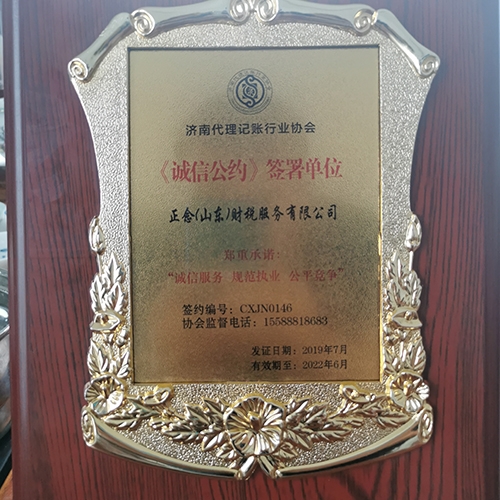 济南代理记账行业协会
《诚信公约》签署单位
正念(山东)财税服务有限公司
郑重承诺:
"诚信服务 规范执业 公平竞争"
签约编号: CXJN0146
协会监督电话: 15588818683
发证日期: 2019年7月
有效期至: 2022年6月